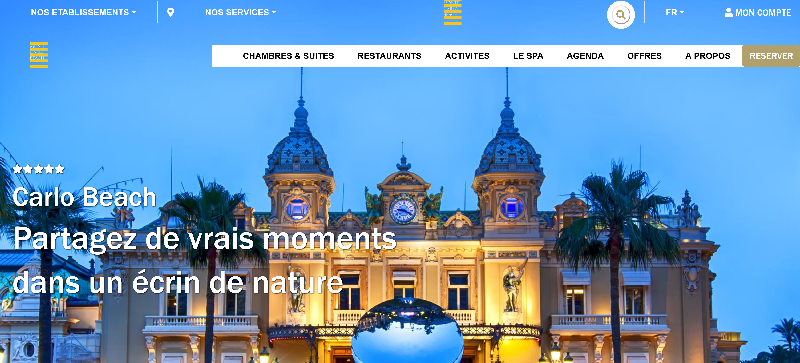 NOS ETABLISSEMENTS
NOS SERVICES
FR
MON COMPTE
CHAMBRES & SUITES
RESTAURANTS
ACTIVITES
LE SPA
AGENDA
OFFRES
A PROPOS
RESERVER
Carlo Beach
Partagez de vrais moments
dans un écrin de nature